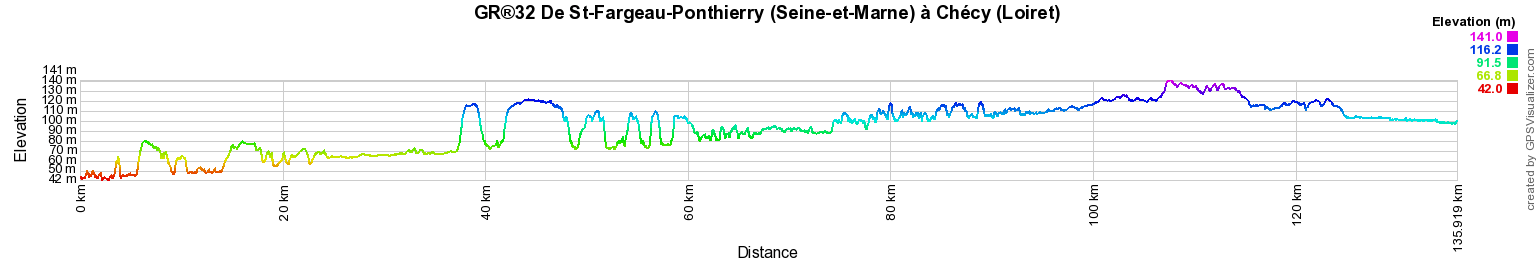 GR®32 De St-Fargeau-Ponthierry (Seine-et-Marne) à Chécy (Loiret)
Elevation (m)
141.0
116.2
91.5
66.8
42.0
141 m
140 m
130 m
120 m
110 m
100 m
90 m
80 m
70 m
60 m
50 m
42 m
Elevation
0 km
20 km
40 km
60 km
80 km
100 km
120 km
135.919 km
Distance
created by GPSVisualizer.com